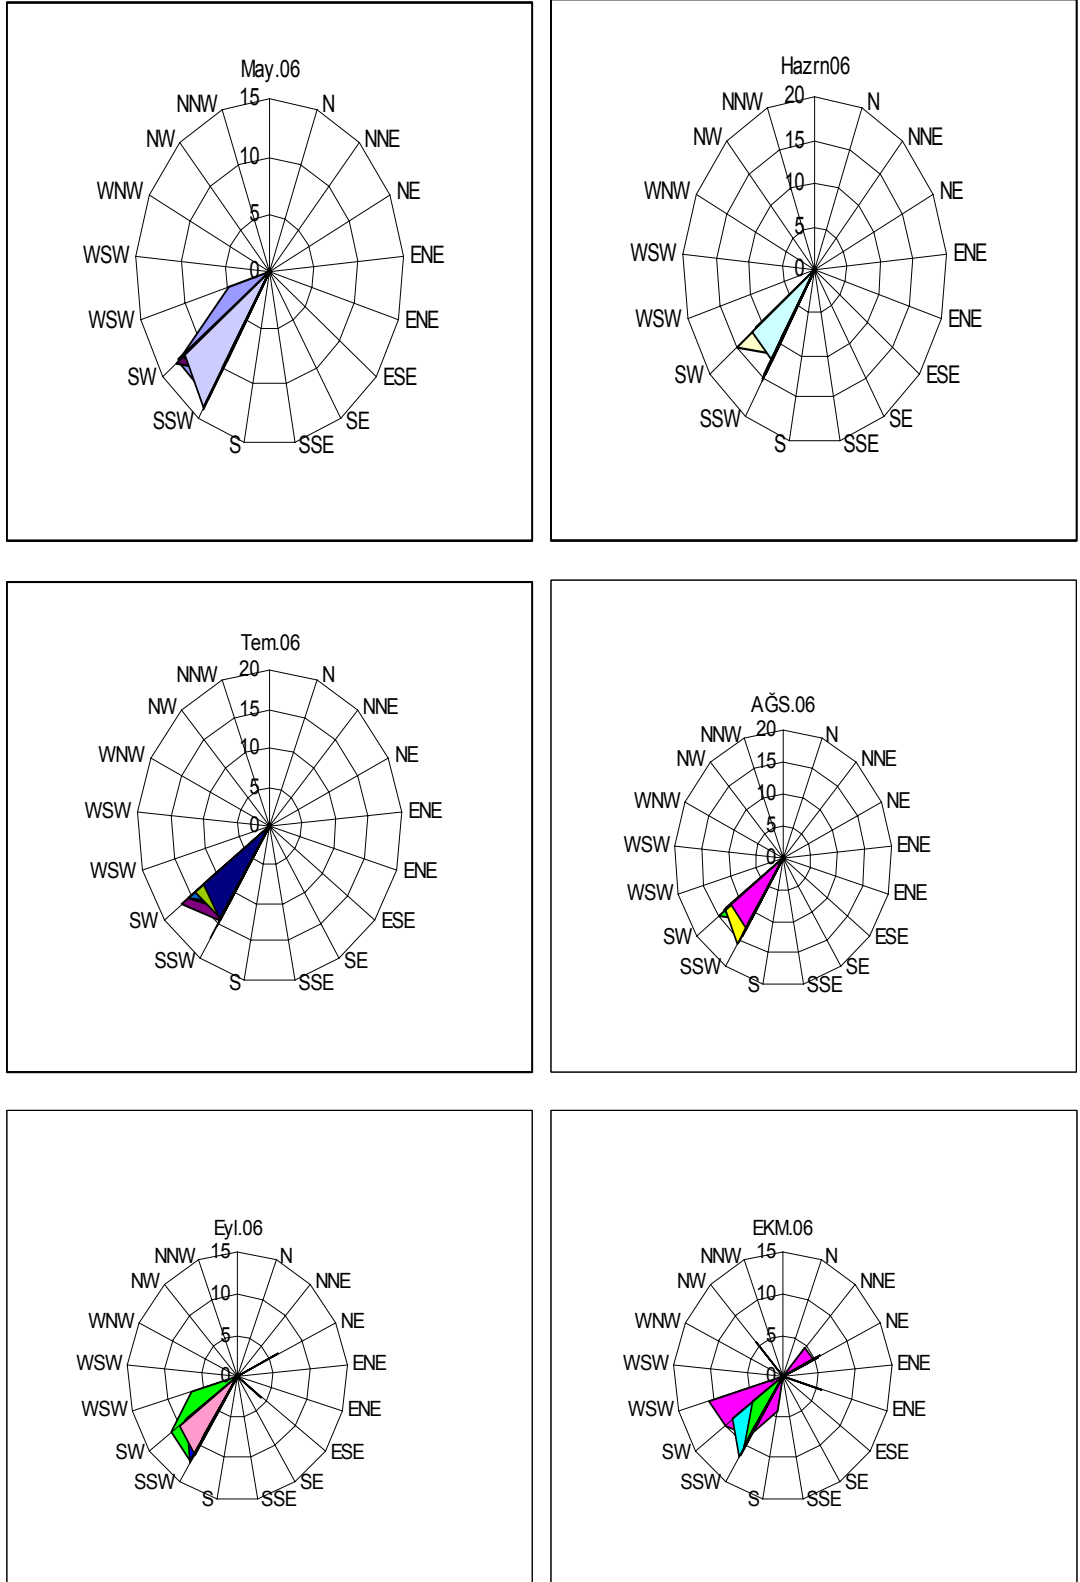 May.06
15
NNW N
NW NNE
10
WNW NE
5
WSW ENE
0
WSW ENE
SW ESE
SSW SE
S SSE
Hazrn06
20
NNW N
NW 15 NNE
10
WNW NE
5
WSW ENE
0
WSW ENE
SW ESE
SSW SE
S SSE
Tem.06
20
NNW N
NW 15 NNE
10
WNW NE
5
WSW ENE
0
WSW ENE
SW ESE
SSW SE
S SSE
AĞS.06
20
NNW N
NW 15 NNE
10
WNW NE
5
WSW ENE
0
WSW ENE
SW ESE
SSW SE
S SSE
Eyl.06
15
NNW N
NW NNE
10
WNW NE
5
WSW ENE
0
WSW ENE
SW ESE
SSW SE
S SSE
EKM.06
15
NNW N
NW NNE
10
WNW NE
5
WSW ENE
0
WSW ENE
SW ESE
SSW SE
S SSE